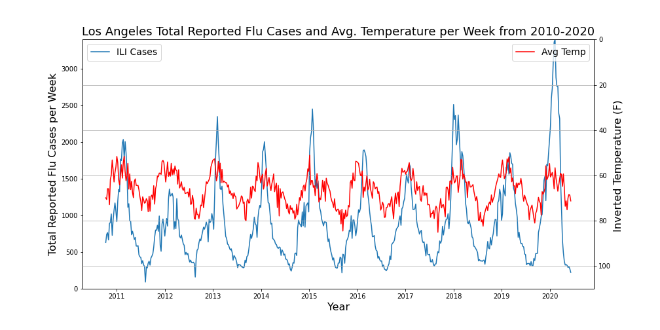 Los Angeles Total Reported Flu Cases and Avg. Temperature per Week from 2010-2020
ILI Cases
Avg Temp
Total Reported Flu Cases per Week
3000
2500
2000
1500
1000
500
0
0
20
40
60
80
100
Inverted Temperature (F)
2011 2012 2013 2014 2015 2016 2017 2018 2019 2020
Year